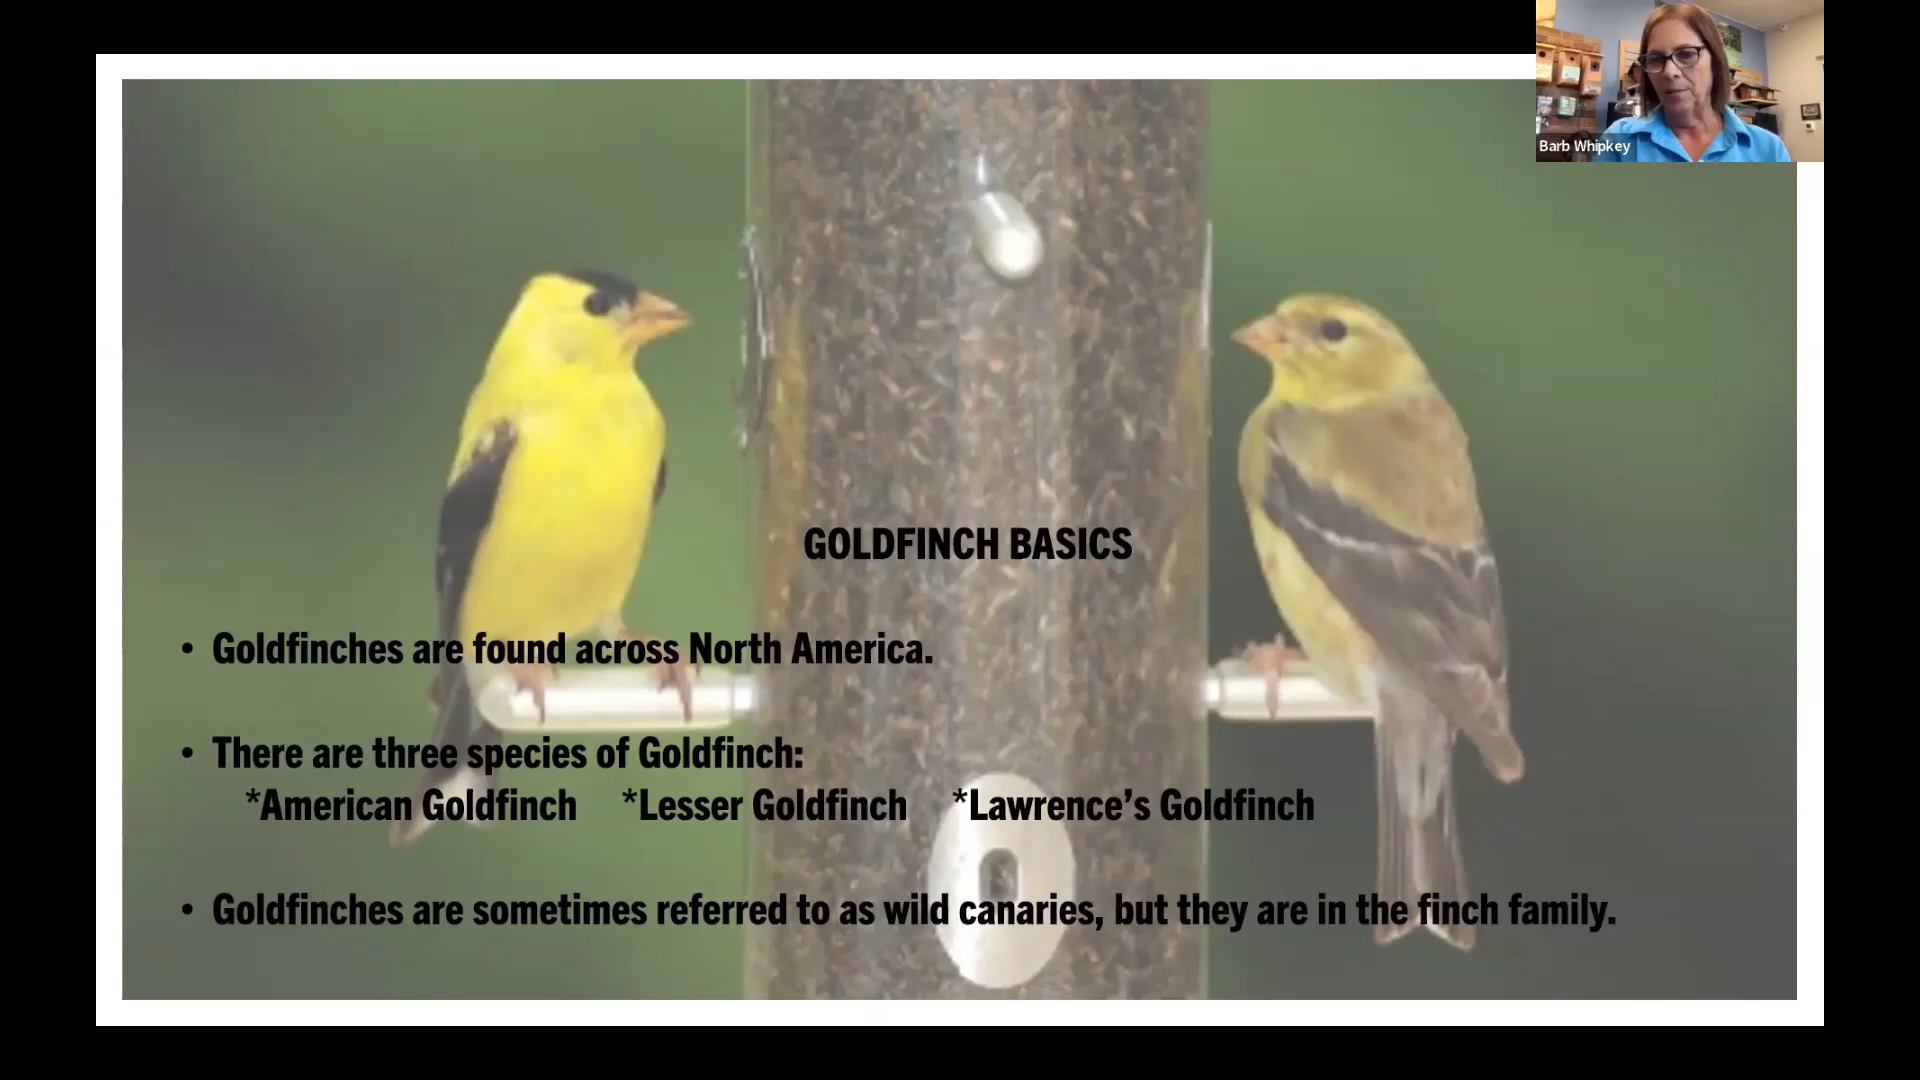 Barb Whipkey
GOLDFINCH BASICS
• Goldfinches are found across North America.
• There are three species of Goldfinch:
*American Goldfinch *Lesser Goldfinch *Lawrence’s Goldfinch
• Goldfinches are sometimes referred to as wild canaries, but they are in the finch family.